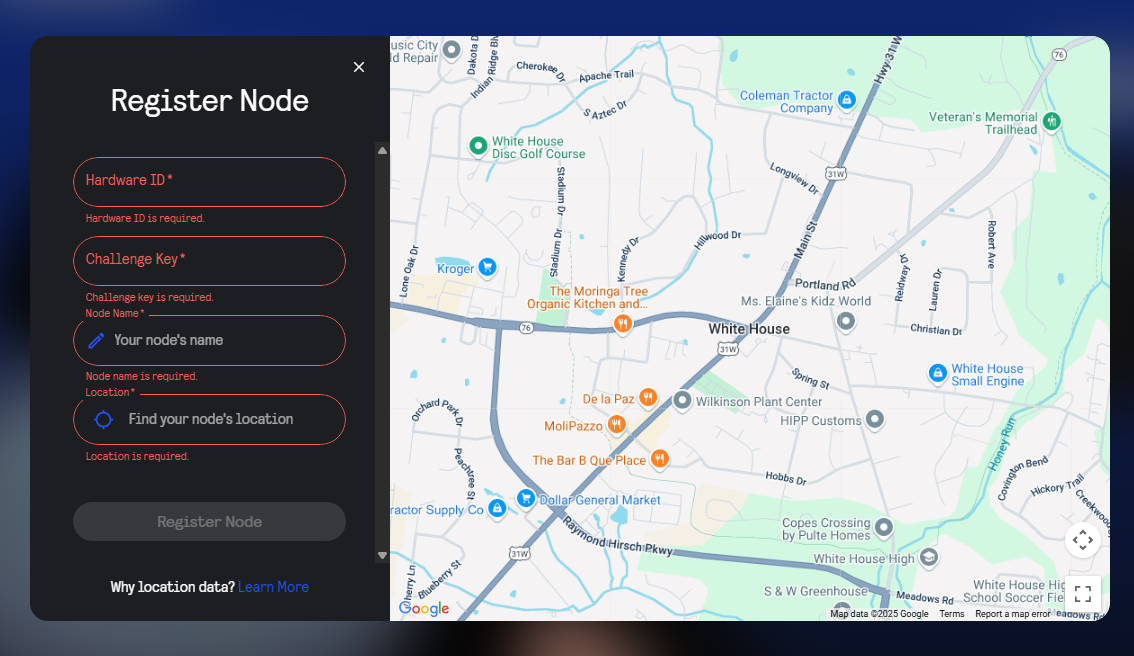 Register Node
Hardware ID*
Hardware ID is required.
Challenge Key*
Challenge key is required.
Node Name*
Your node's name
Node name is required.
Location*
Find your node's location
Location is required.
Register Node
Why location data? Learn More
usic City
d Repair
Dakota D
Indian Ridge Blv
Cherokee Dr
Apache Trail
S Aztec Dr
Hwy 31W
76
Coleman Tractor
Company
Veteran's Memorial
Trailhead
White House
Disc Golf Course
Stadium Dr
Longview Dr
31W
Main St
Hillwood Dr
Kennedy Dr
Stadium Dr
Lone Oak Dr
Robert Ave
Reidway Dr
Lauren Dr
Kroger
Portland Rd
The Moringa Tree
Organic Kitchen and...
Ms. Elaine's Kidz World
76
White House
Christian Dt
31W
Spring St
White House
Small Engine
De la Paz
Wilkinson Plant Center
Orchard Park Dr
MoliPazzo
HIPP Customs
Honey Run
The Bar B Que Place
Peachtree St
Hobbs Dr
Covington Bend
Hickory Trail
Creekwood
Dollar General Market
ractor Supply Co
Raymond Hirsch Pkwy
Copes Crossing
by Pulte Homes
31W
White House High
Blueberry St
herry Ln
S & W Greenhouse
Meadows Rd
White House Hig
School Soccer Fie
Google
Map data ©2025 Google
Terms
Report a map error
Meadows Rd